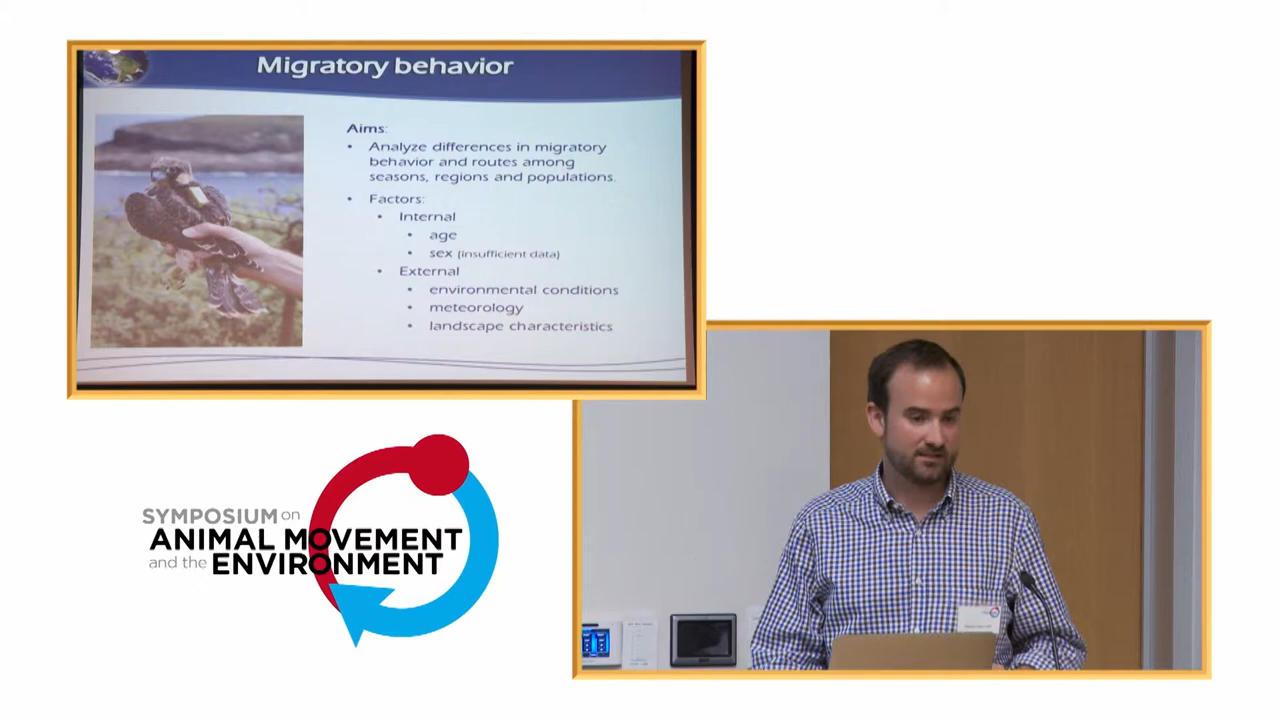 Migratory behavior
Aims:
• Analyze differences in migratory
behavior and routes among
seasons, regions and populations.
• Factors:
• Internal
• age
• sex (insufficient data)
• External
• environmental conditions
• meteorology
• landscape characteristics
SYMPOSIUM on
ANIMAL MOVEMENT
and the ENVIRONMENT